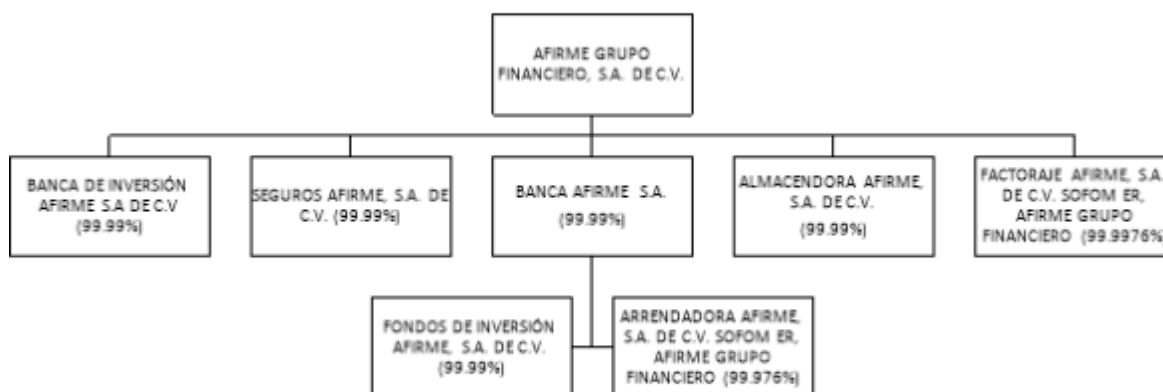 AFIRME GRUPO
FINANCIERO, S.A. DE C.V.
BANCA DE INVERSIÓN
AFIRME S.A DE C.V
(99.99%)
SEGUROS AFIRME, S.A. DE
C.V. (99.99%)
BANCA AFIRME S.A.
(99.99%)
ALMACENDORA AFIRME,
S.A. DE C.V.
(99.99%)
FACTORAJE AFIRME, S.A.
DE C.V. SOFOM ER,
AFIRME GRUPO
FINANCIERO (99.9976%
FONDOS DE INVERSIÓN
AFIRME, S.A. DE C.V.
(99.99%)
ARRENDADORA AFIRME,
S.A. DE C.V. SOFOM ER,
AFIRME GRUPO
FINANCIERO (99.976%)